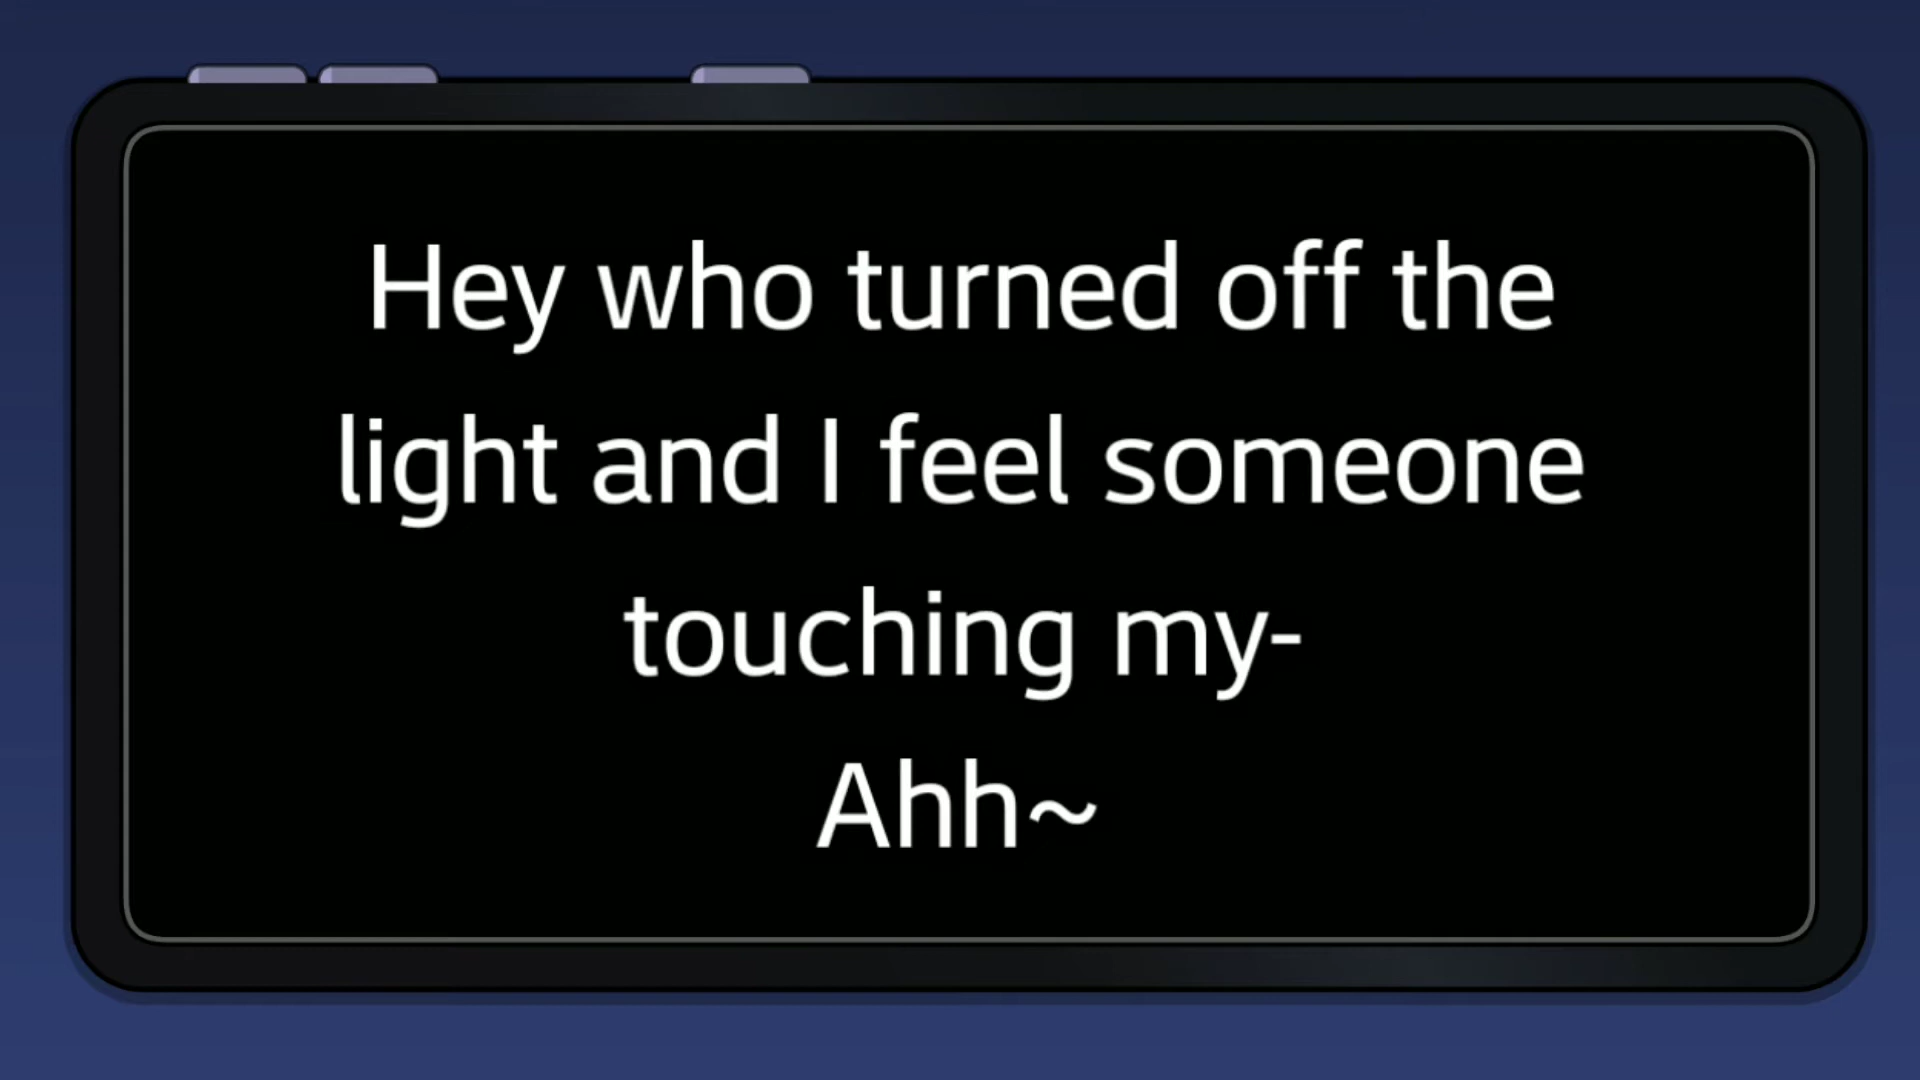 Hey who turned off the
light and I feel someone
touching my-
Ahh~